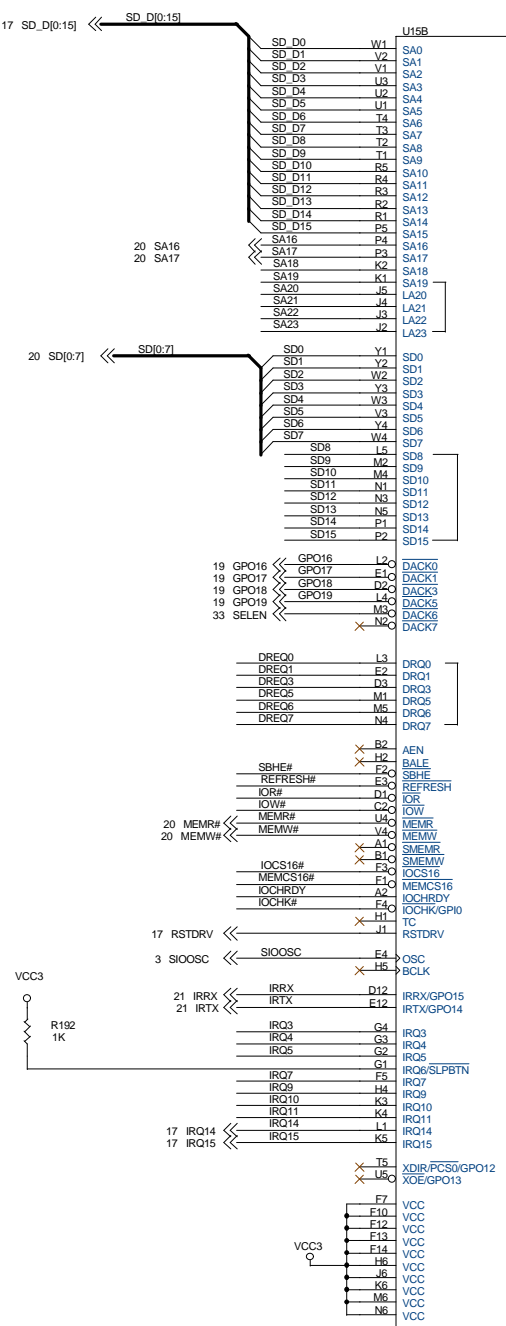 U15B
17 SD_D[0:15] SD_D[0:15]
SD_D0 W1 SA0
SD_D1 V2 SA1
SD_D2 V1 SA2
SD_D3 U3 SA3
SD_D4 U2 SA4
SD_D5 U1 SA5
SD_D6 T4 SA6
SD_D7 T3 SA7
SD_D8 T2 SA8
SD_D9 T1 SA9
SD_D10 R5 SA10
SD_D11 R4 SA11
SD_D12 R3 SA12
SD_D13 R2 SA13
SD_D14 R1 SA14
SD_D15 P5 SA15
20 SA16 SA16 P4 SA16
20 SA17 SA17 P3 SA17
SA18 K2 SA18
SA19 K1 SA19
SA20 J5 LA20
SA21 J4 LA21
SA22 J3 LA22
SA23 J2 LA23
20 SD[0:7] SD[0:7]
SD0 Y1 SD0
SD1 Y2 SD1
SD2 W2 SD2
SD3 Y3 SD3
SD4 W3 SD4
SD5 V3 SD5
SD6 Y4 SD6
SD7 W4 SD7
SD8 L5 SD8
SD9 M2 SD9
SD10 M4 SD10
SD11 N1 SD11
SD12 N3 SD12
SD13 N5 SD13
SD14 P1 SD14
SD15 P2 SD15
19 GPO16 GPO16 L2 DACK0
19 GPO17 GPO17 E1 DACK1
19 GPO18 GPO18 D2 DACK3
19 GPO19 GPO19 L4 DACK5
33 SELEN M3 DACK6
N2 DACK7
DREQ0 L3 DRQ0
DREQ1 E2 DRQ1
DREQ3 D3 DRQ3
DREQ5 M1 DRQ5
DREQ6 M5 DRQ6
DREQ7 N4 DRQ7
B2 AEN
H2 BALE
SBHE# F2 SBHE
REFRESH# E3 REFRESH
IOR# D1 IOR
IOW# C2 IOW
20 MEMR# MEMR# U4 MEMR
20 MEMW# MEMW# V4 MEMW
A1 SMEMR
B1 SMEMW
IOCS16# F3 IOCS16
MEMCS16# F1 MEMCS16
IOCHRDY A2 IOCHRDY
IOCHK# F4 IOCHK/GPI0
H1 TC
17 RSTDRV J1 RSTDRV
3 SIOOSC SIOOSC E4 OSC
H5 BCLK
21 IRRX IRRX D12 IRRX/GPO15
21 IRTX IRTX E12 IRTX/GPO14
VCC3
R192
1K
IRQ3 G4 IRQ3
IRQ4 G3 IRQ4
IRQ5 G2 IRQ5
G1 IRQ6/SLPBTN
IRQ7 F5 IRQ7
IRQ9 H4 IRQ9
IRQ10 K3 IRQ10
IRQ11 K4 IRQ11
17 IRQ14 IRQ14 L1 IRQ14
17 IRQ15 IRQ15 K5 IRQ15
T5 XDIR/PCS0/GPO12
U5 XOE/GPO13
F7 VCC
F10 VCC
F12 VCC
F13 VCC
F14 VCC
VCC3
H6 VCC
J6 VCC
K6 VCC
M6 VCC
N6 VCC